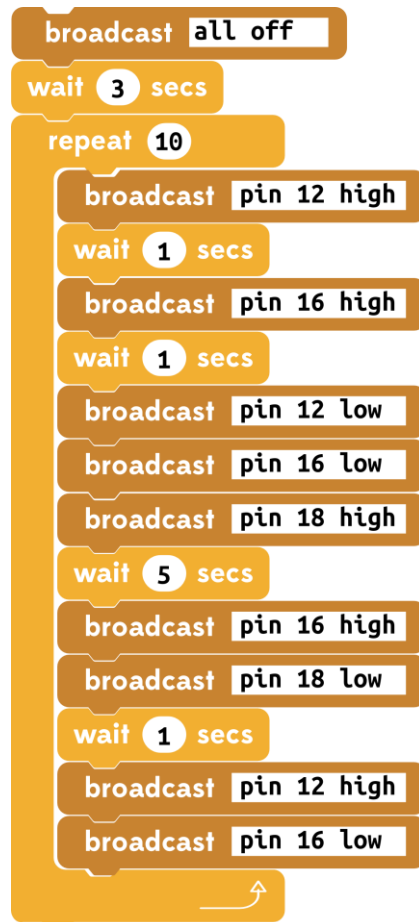 broadcast all off
wait 3 secs
repeat 10
broadcast pin 12 high
wait 1 secs
broadcast pin 16 high
wait 1 secs
broadcast pin 12 low
broadcast pin 16 low
broadcast pin 18 high
wait 5 secs
broadcast pin 16 high
broadcast pin 18 low
wait 1 secs
broadcast pin 12 high
broadcast pin 16 low